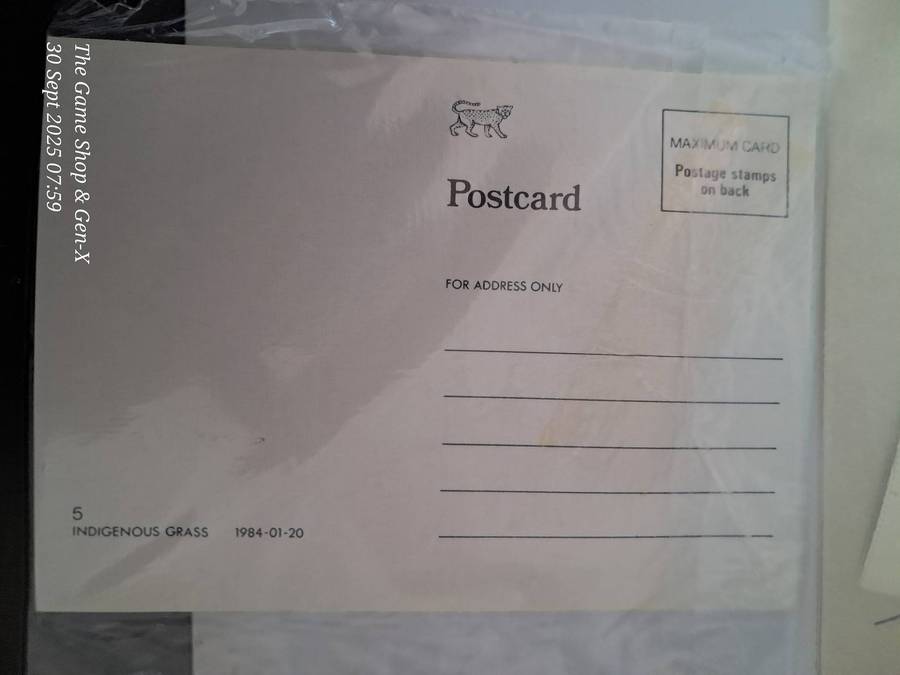 The Game Shop & Gen-X
30 Sept 2025 07:59
MAXIMUM CARD
Postage stamps
on back
Postcard
FOR ADDRESS ONLY
5
INDIGENOUS GRASS 1984-01-20